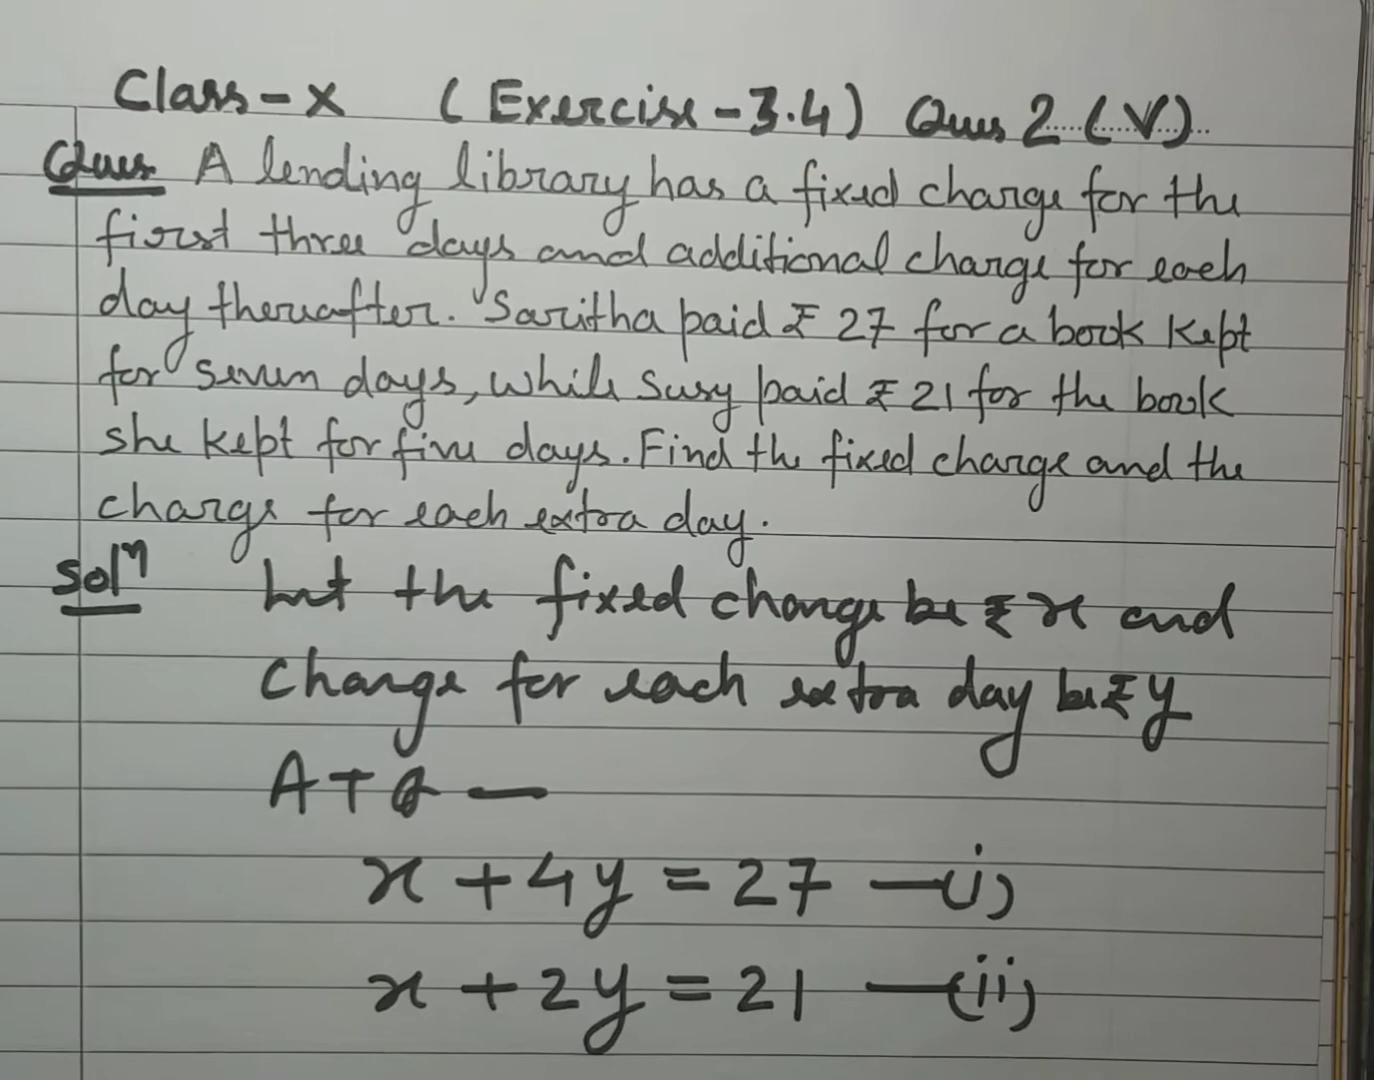 Class-X (Exercise-3.4) Ques 2 (V)
Ques A lending library has a fixed charge for the
first three days and additional charge for each
day thereafter. Saritha paid ₹ 27 for a book kept
for seven days, while Susy paid ₹ 21 for the book
she kept for five days. Find the fixed charge and the
charge for each extra day.
Solⁿ Let the fixed charge be ₹ x and
charge for each extra day be ₹ y
ATQ —
x + 4y = 27 — (i)
x + 2y = 21 — (ii)